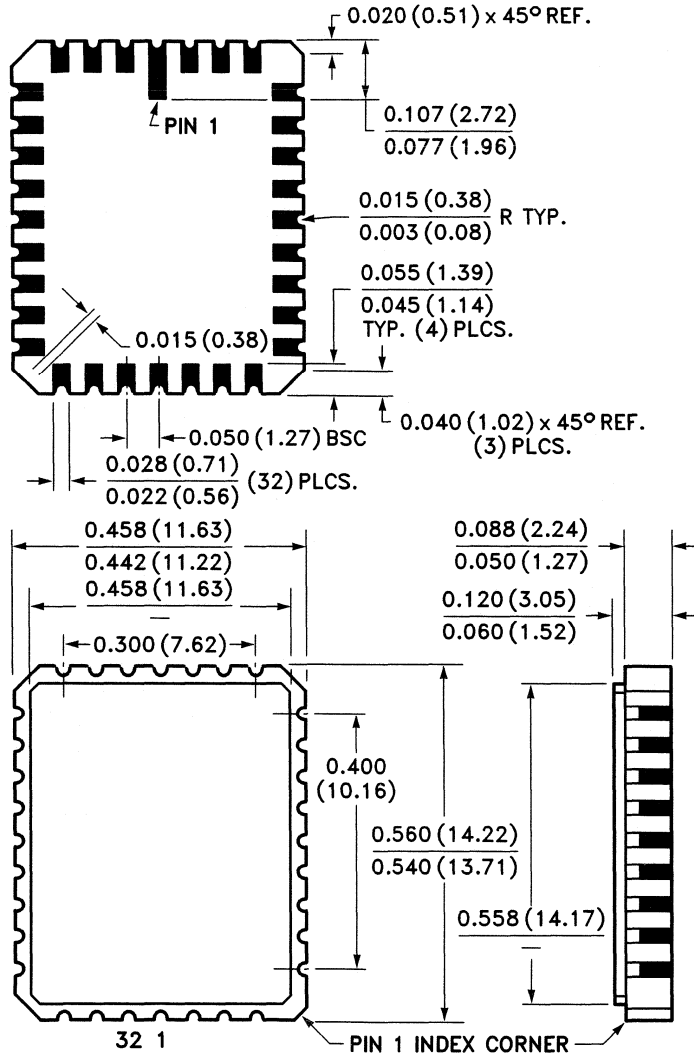 0.020 (0.51) x 45° REF.
PIN 1
0.107 (2.72)
0.077 (1.96)
0.015 (0.38)
0.003 (0.08)
R TYP.
0.055 (1.39)
0.045 (1.14)
TYP. (4) PLCS.
0.015 (0.38)
0.040 (1.02) x 45° REF.
(3) PLCS.
0.050 (1.27) BSC
0.028 (0.71)
0.022 (0.56)
(32) PLCS.
0.458 (11.63)
0.442 (11.22)
0.458 (11.63)
—
0.300 (7.62)
0.088 (2.24)
0.050 (1.27)
0.120 (3.05)
0.060 (1.52)
0.400
(10.16)
0.560 (14.22)
0.540 (13.71)
0.558 (14.17)
—
32 1
PIN 1 INDEX CORNER